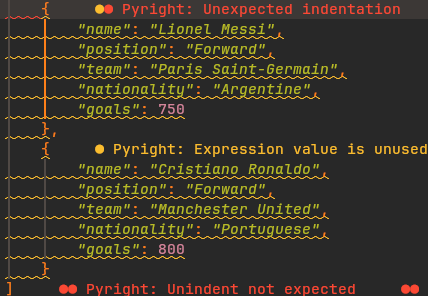 { Pyright: Unexpected indentation
"name": "Lionel Messi",
"position": "Forward",
"team": "Paris Saint-Germain",
"nationality": "Argentine",
"goals": 750
},
{ Pyright: Expression value is unused
"name": "Cristiano Ronaldo",
"position": "Forward",
"team": "Manchester United",
"nationality": "Portuguese",
"goals": 800
}
] Pyright: Unindent not expected